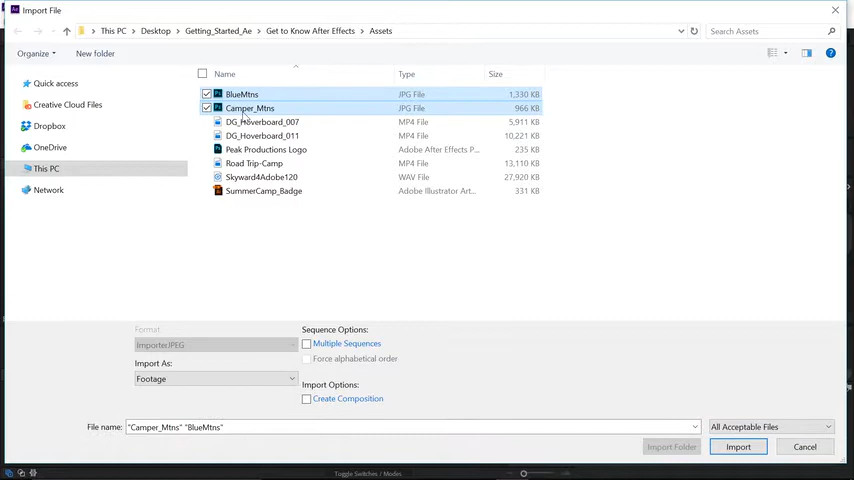 Ae Import File
This PC > Desktop > Getting_Started_Ae > Get to Know After Effects > Assets
Search Assets
Organize New folder
Name Type Size
Quick access
Creative Cloud Files
Dropbox
OneDrive
This PC
Network
BlueMtns JPG File 1,330 KB
Camper_Mtns JPG File 966 KB
DG_Hoverboard_007 MP4 File 5,911 KB
DG_Hoverboard_011 MP4 File 10,221 KB
Peak Productions Logo Adobe After Effects P... 235 KB
Road Trip-Camp MP4 File 13,110 KB
Skyward4Adobe120 WAV File 27,920 KB
SummerCamp_Badge Adobe Illustrator Art... 331 KB
Format
ImporterJPEG
Import As:
Footage
Sequence Options:
Multiple Sequences
Force alphabetical order
Import Options:
Create Composition
File name: "Camper_Mtns" "BlueMtns"
All Acceptable Files
Import Folder Import Cancel
Toggle Switches / Modes